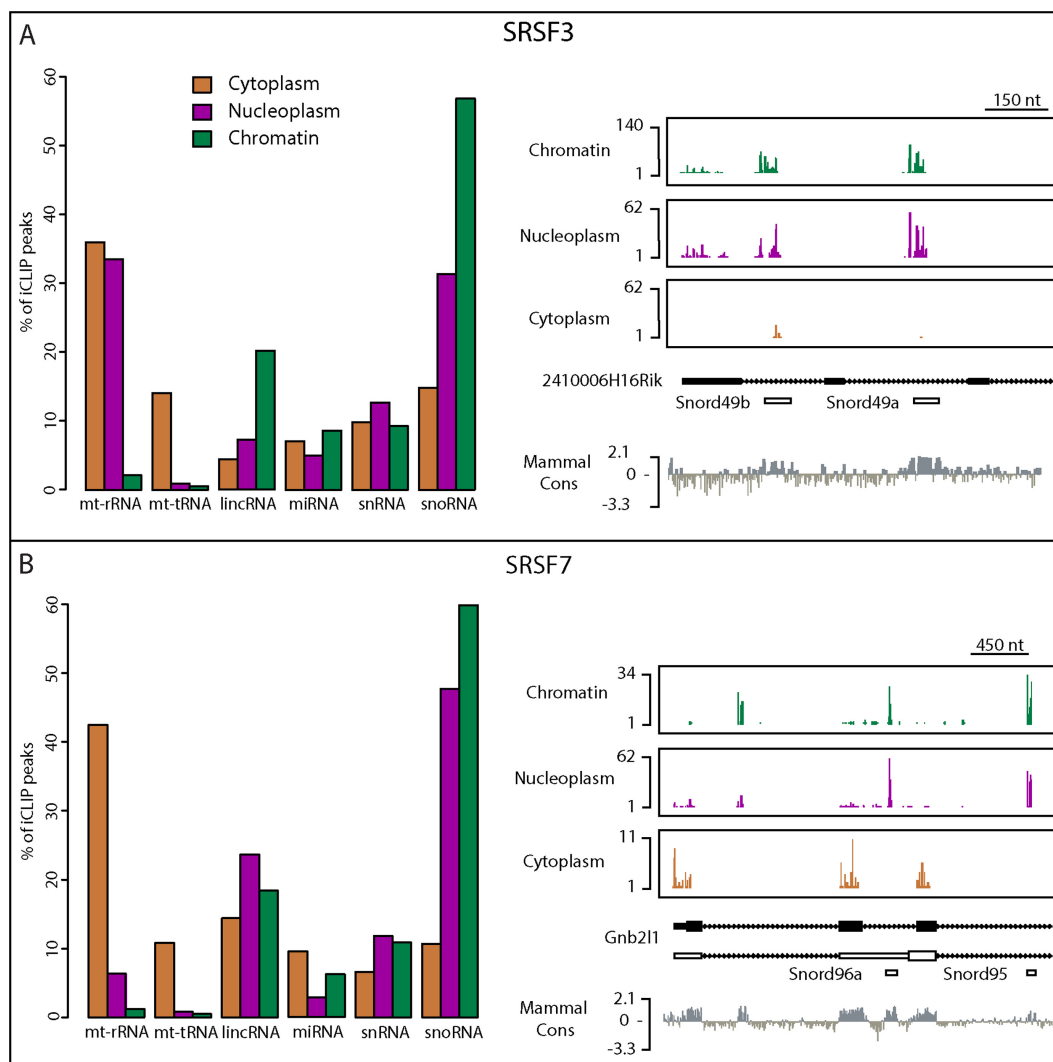 A
SRSF3
60
50
40
30
20
10
0
% of iCLIP peaks
Cytoplasm
Nucleoplasm
Chromatin
mt-rRNA
mt-tRNA
lincRNA
miRNA
snRNA
snoRNA
150 nt
Chromatin
140
1
Nucleoplasm
62
1
Cytoplasm
62
1
2410006H16Rik
Snord49b
Snord49a
Mammal
Cons
2.1
0
-3.3
B
SRSF7
60
50
40
30
20
10
0
% of iCLIP peaks
mt-rRNA
mt-tRNA
lincRNA
miRNA
snRNA
snoRNA
450 nt
Chromatin
34
1
Nucleoplasm
62
1
Cytoplasm
11
1
Gnb2l1
Snord96a
Snord95
Mammal
Cons
2.1
0
-3.3